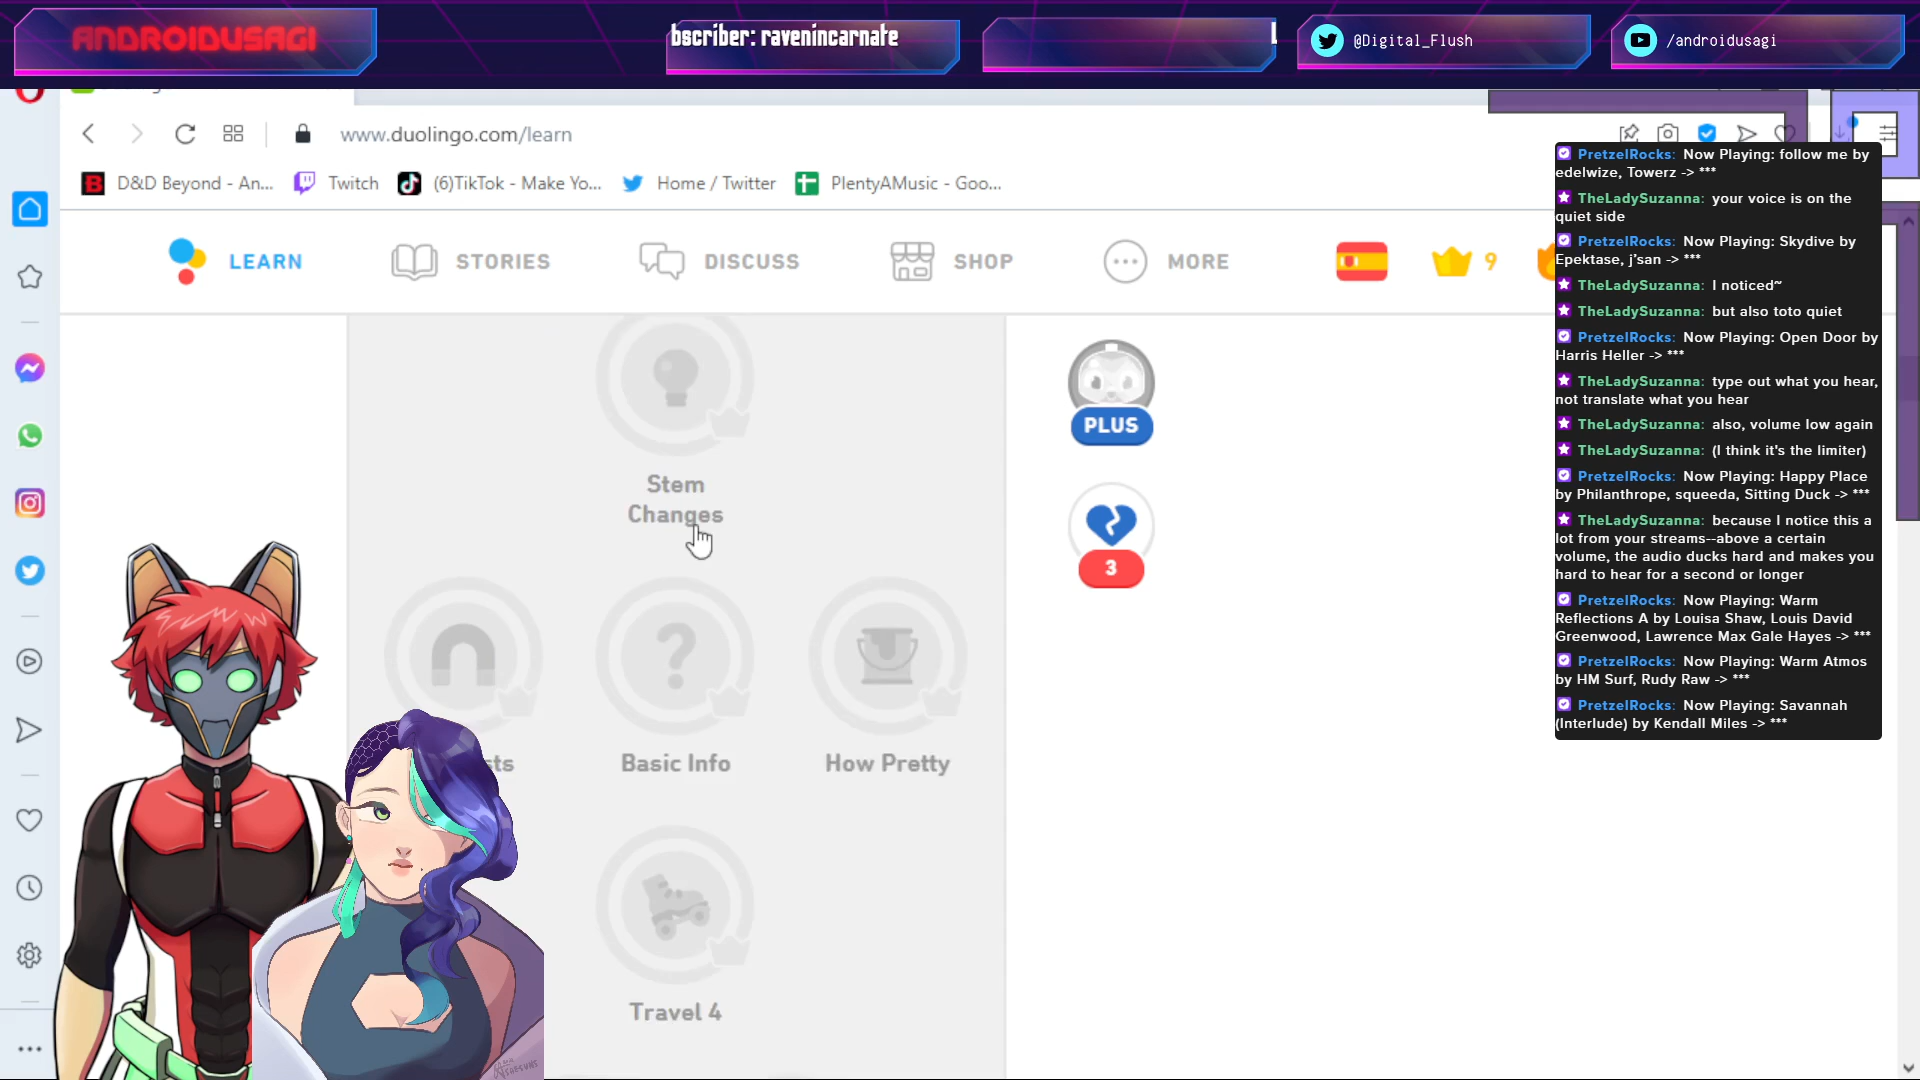 ANDROIDUSAGI
bscriber: ravenincarnate
@Digital_Flush
/androidusagi
www.duolingo.com/learn
D&D Beyond - An...
Twitch
(6)TikTok - Make Yo...
Home / Twitter
PlentyAMusic - Goo...
LEARN
STORIES
DISCUSS
SHOP
MORE
9
PLUS
3
Stem
Changes
sts
Basic Info
How Pretty
Travel 4
PretzelRocks: Now Playing: follow me by
edelwize, Towerz -> ***
TheLadySuzanna: your voice is on the
quiet side
PretzelRocks: Now Playing: Skydive by
Epektase, j'san -> ***
TheLadySuzanna: I noticed~
TheLadySuzanna: but also toto quiet
PretzelRocks: Now Playing: Open Door by
Harris Heller -> ***
TheLadySuzanna: type out what you hear,
not translate what you hear
TheLadySuzanna: also, volume low again
TheLadySuzanna: (I think it's the limiter)
PretzelRocks: Now Playing: Happy Place
by Philanthrope, squeeda, Sitting Duck -> ***
TheLadySuzanna: because I notice this a
lot from your streams--above a certain
volume, the audio ducks hard and makes you
hard to hear for a second or longer
PretzelRocks: Now Playing: Warm
Reflections A by Louisa Shaw, Louis David
Greenwood, Lawrence Max Gale Hayes -> ***
PretzelRocks: Now Playing: Warm Atmos
by HM Surf, Rudy Raw -> ***
PretzelRocks: Now Playing: Savannah
(Interlude) by Kendall Miles -> ***